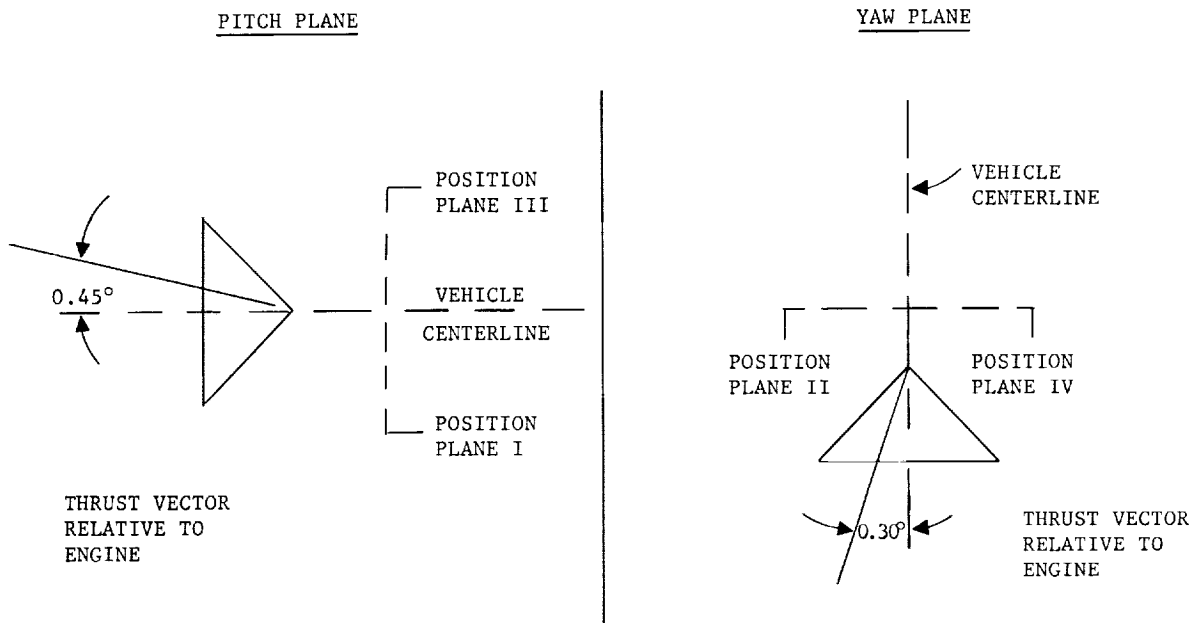 PITCH PLANE
POSITION
PLANE III
0.45°
VEHICLE
CENTERLINE
POSITION
PLANE I
THRUST VECTOR
RELATIVE TO
ENGINE
YAW PLANE
VEHICLE
CENTERLINE
POSITION
PLANE II
POSITION
PLANE IV
0.30°
THRUST VECTOR
RELATIVE TO
ENGINE